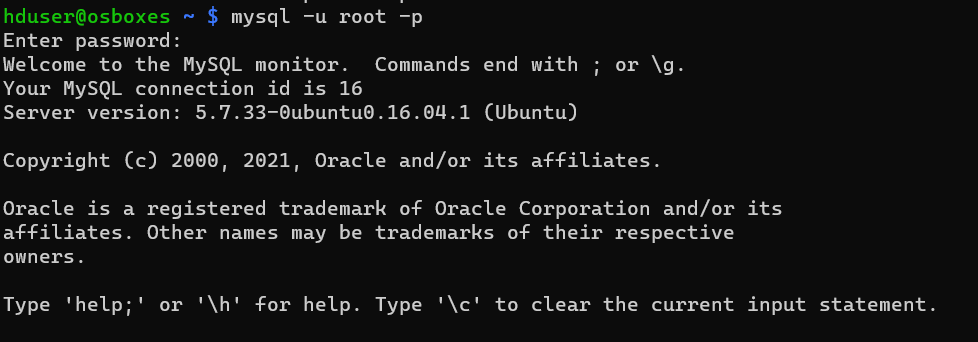 hduser@osboxes ~ $ mysql -u root -p
Enter password:
Welcome to the MySQL monitor.  Commands end with ; or \g.
Your MySQL connection id is 16
Server version: 5.7.33-0ubuntu0.16.04.1 (Ubuntu)

Copyright (c) 2000, 2021, Oracle and/or its affiliates.

Oracle is a registered trademark of Oracle Corporation and/or its
affiliates. Other names may be trademarks of their respective
owners.

Type 'help;' or '\h' for help. Type '\c' to clear the current input statement.